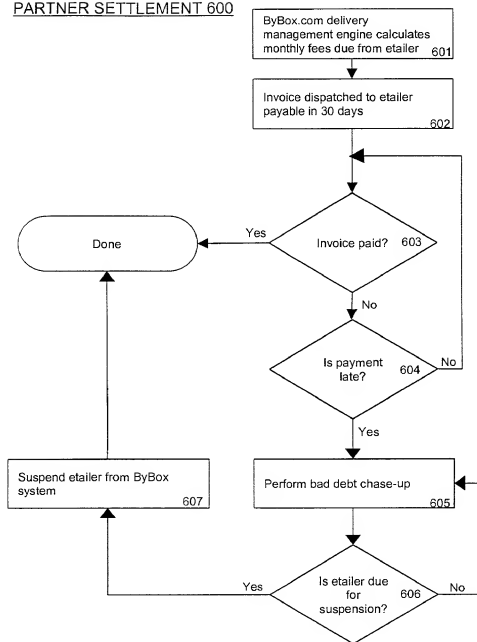 PARTNER SETTLEMENT 600
ByBox.com delivery
management engine calculates
monthly fees due from etailer
601
Invoice dispatched to etailer
payable in 30 days
602
Yes
Done
Invoice paid? 603
No
Is payment
late?
604
No
Yes
Suspend etailer from ByBox
system
607
Perform bad debt chase-up
605
Yes
Is etailer due
for
suspension?
606
No